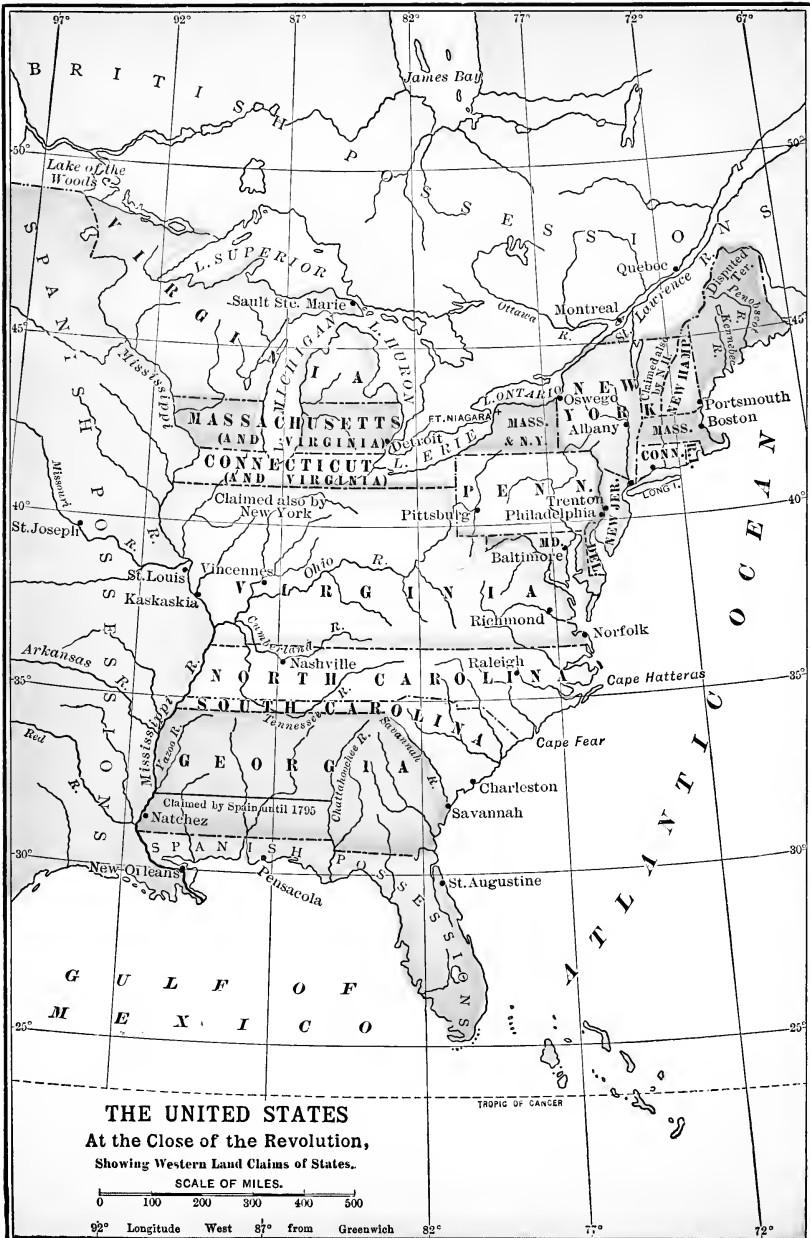 97°
92°
87°
82°
77°
72°
67°
BRITISH POSSESSIONS
James Bay
50°
50°
Lake of the
Woods
L. SUPERIOR
Sault Ste. Marie
Quebec
Ottawa
R.
Montreal
St. Lawrence R.
Disputed
Ter.
Penobscot
R.
Kennebec
R.
45°
45°
SPANISH POSSESSIONS
VIRGINIA
Mississippi
R.
L. MICHIGAN
L. HURON
L. ONTARIO
Oswego
NEW
YORK
Albany
Claimed also
by N.H.
NEW HAMP.
Portsmouth
Boston
MASSACHUSETTS
(AND VIRGINIA)
Detroit
FT. NIAGARA
L. ERIE
MASS.
& N.Y.
MASS.
CONN.
R.I.
LONG I.
CONNECTICUT
(AND VIRGINIA)
Claimed also by
New York
PENN.
Pittsburg
Trenton
Philadelphia
NEW JER.
Missouri
R.
40°
40°
St. Joseph
MD.
Baltimore
DEL.
St. Louis
Vincennes
Ohio R.
Kaskaskia
VIRGINIA
Richmond
Norfolk
Cumberland R.
Nashville
Raleigh
NORTH CAROLINA
Cape Hatteras
Arkansas
R.
35°
35°
Tennessee R.
SOUTH CAROLINA
Cape Fear
Mississippi R.
Yazoo R.
GEORGIA
Chattahoochee R.
Savannah R.
Red
R.
Charleston
Savannah
Claimed by Spain until 1795
Natchez
SPANISH POSSESSIONS
30°
30°
New Orleans
Pensacola
St. Augustine
ATLANTIC OCEAN
GULF OF
MEXICO
25°
25°
TROPIC OF CANCER
THE UNITED STATES
At the Close of the Revolution,
Showing Western Land Claims of States.
SCALE OF MILES.
0 100 200 300 400 500
92° Longitude West 87° from Greenwich 82° 77° 72°